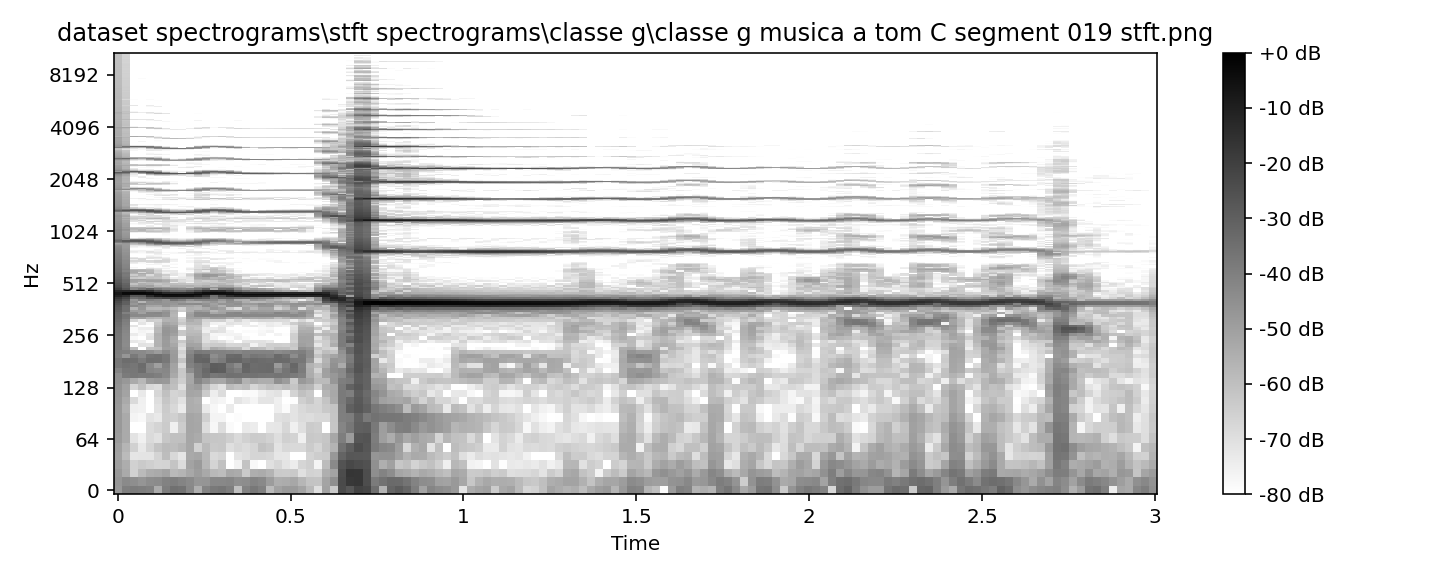 dataset spectrograms\stft spectrograms\classe g\classe g musica a tom C segment 019 stft.png
8192
4096
2048
1024
512
256
128
64
0
Hz
0
0.5
1
1.5
2
2.5
3
Time
+0 dB
-10 dB
-20 dB
-30 dB
-40 dB
-50 dB
-60 dB
-70 dB
-80 dB